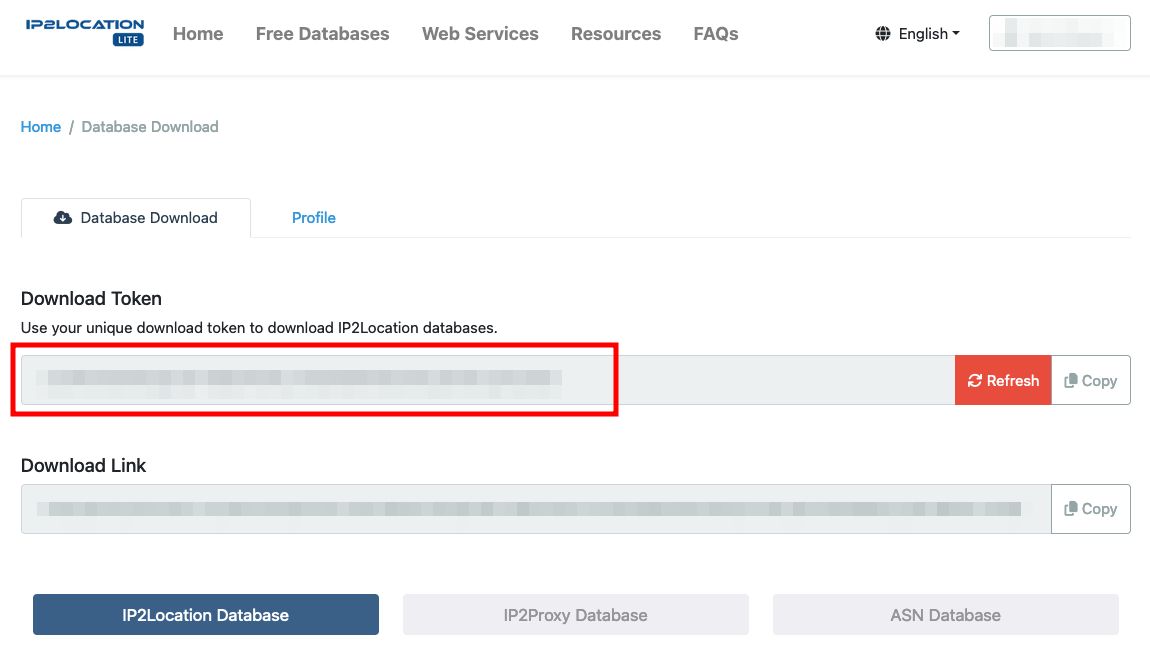 IP2LOCATION
LITE
Home Free Databases Web Services Resources FAQs English
Home / Database Download
Database Download Profile
Download Token
Use your unique download token to download IP2Location databases.
Refresh Copy
Download Link
Copy
IP2Location Database IP2Proxy Database ASN Database